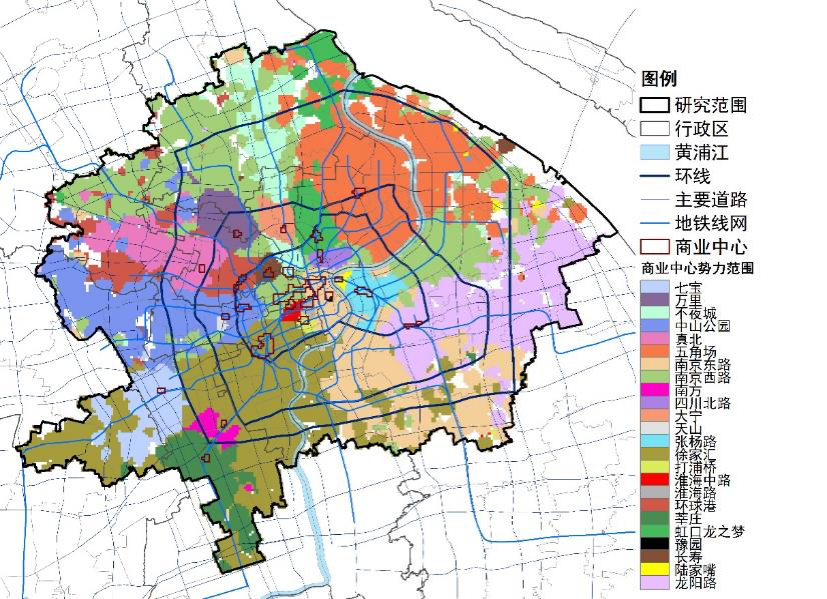 图例
研究范围
行政区
黄浦江
环线
主要道路
地铁线网
商业中心
商业中心势力范围
七宝
万里
不夜城
中山公园
真北
五角场
南京东路
南京西路
南方
四川北路
大宁
天山
张杨路
徐家汇
打浦桥
淮海中路
淮海路
环球港
莘庄
虹口龙之梦
豫园
长寿
陆家嘴
龙阳路